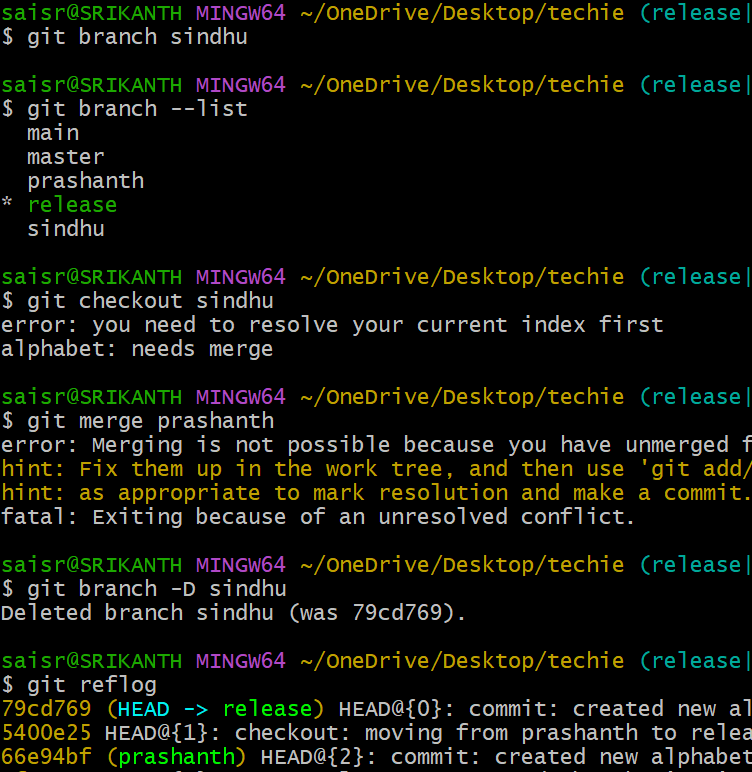 saisr@SRIKANTH MINGW64 ~/OneDrive/Desktop/techie (release|
$ git branch sindhu
saisr@SRIKANTH MINGW64 ~/OneDrive/Desktop/techie (release|
$ git branch --list
main
master
prashanth
* release
sindhu
saisr@SRIKANTH MINGW64 ~/OneDrive/Desktop/techie (release|
$ git checkout sindhu
error: you need to resolve your current index first
alphabet: needs merge
saisr@SRIKANTH MINGW64 ~/OneDrive/Desktop/techie (release|
$ git merge prashanth
error: Merging is not possible because you have unmerged f
hint: Fix them up in the work tree, and then use 'git add/
hint: as appropriate to mark resolution and make a commit.
fatal: Exiting because of an unresolved conflict.
saisr@SRIKANTH MINGW64 ~/OneDrive/Desktop/techie (release|
$ git branch -D sindhu
Deleted branch sindhu (was 79cd769).
saisr@SRIKANTH MINGW64 ~/OneDrive/Desktop/techie (release|
$ git reflog
79cd769 (HEAD -> release) HEAD@{0}: commit: created new al
5400e25 HEAD@{1}: checkout: moving from prashanth to relea
66e94bf (prashanth) HEAD@{2}: commit: created new alphabet